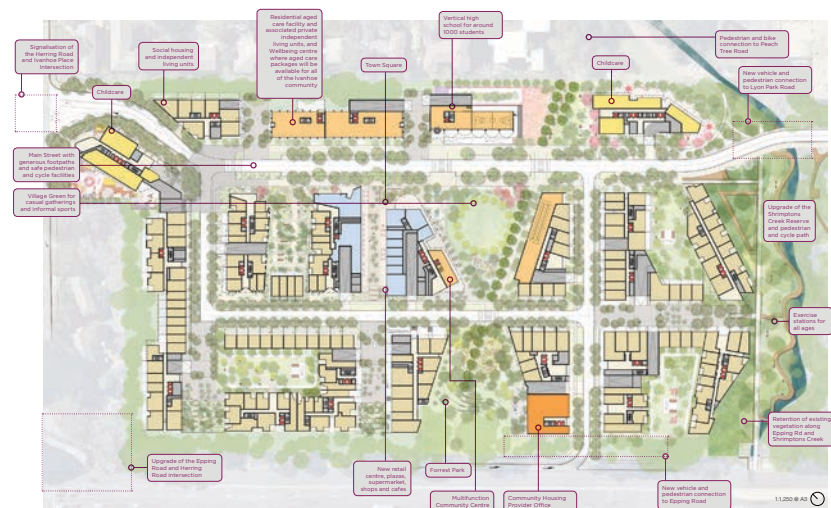 Signalisation of
the Herring Road
and Ivanhoe Place
Intersection
Social housing
and independent
living units
Residential aged
care facility and
associated private
independent
living units, and
Wellbeing centre
where aged care
packages will be
available for all
of the Ivanhoe
community
Town Square
Vertical high
school for around
1000 students
Pedestrian and bike
connection to Peach
Tree Road
Childcare
New vehicle and
pedestrian connection
to Lyon Park Road
Childcare
Main Street with
generous footpaths
and safe pedestrian
and cycle facilities
Village Green for
casual gatherings
and informal sports
Upgrade of the
Shrimptons
Creek Reserve
and pedestrian
and cycle path
Exercise
stations for
all ages
Retention of existing
vegetation along
Epping Rd and
Shrimptons Creek
Upgrade of the Epping
Road and Herring
Road intersection
New retail
centre, plazas,
supermarket,
shops and cafes
Forrest Park
Multifunction
Community Centre
Community Housing
Provider Office
New vehicle and
pedestrian connection
to Epping Road
1:1,250 @ A3